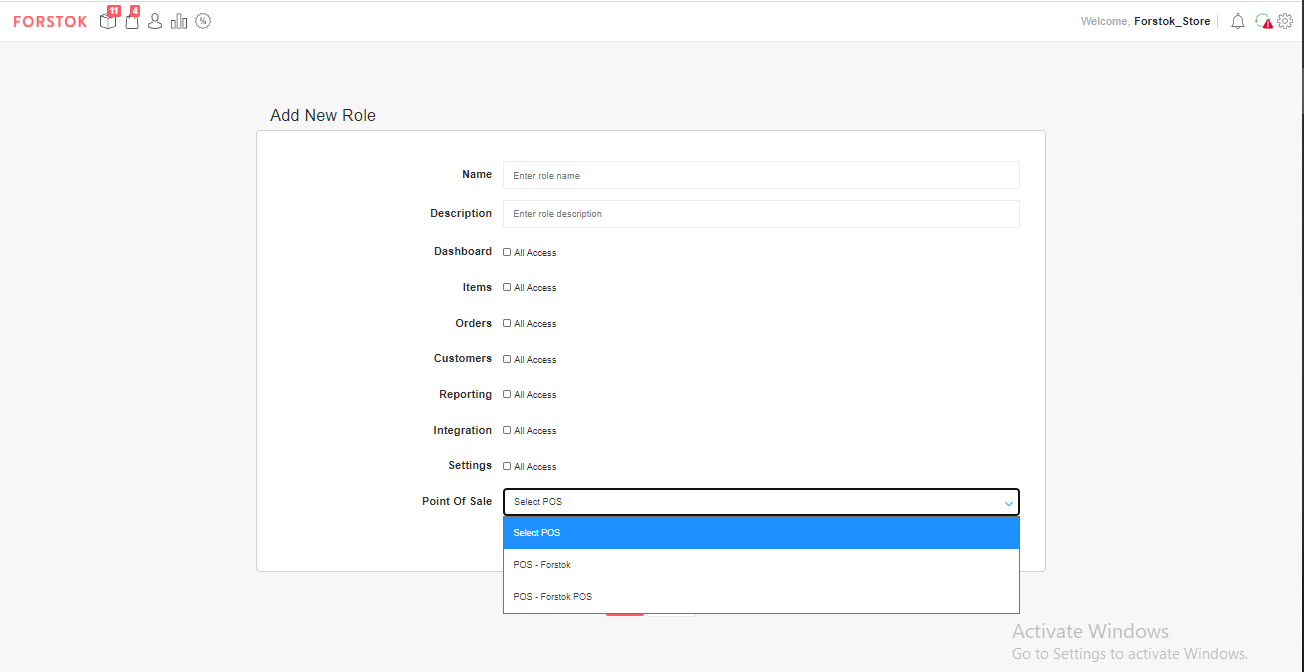 FORSTOK 11 4 Welcome, Forstok_Store
Add New Role
Name Enter role name
Description Enter role description
Dashboard All Access
Items All Access
Orders All Access
Customers All Access
Reporting All Access
Integration All Access
Settings All Access
Point Of Sale Select POS
Select POS
POS - Forstok
POS - Forstok POS
Activate Windows
Go to Settings to activate Windows.